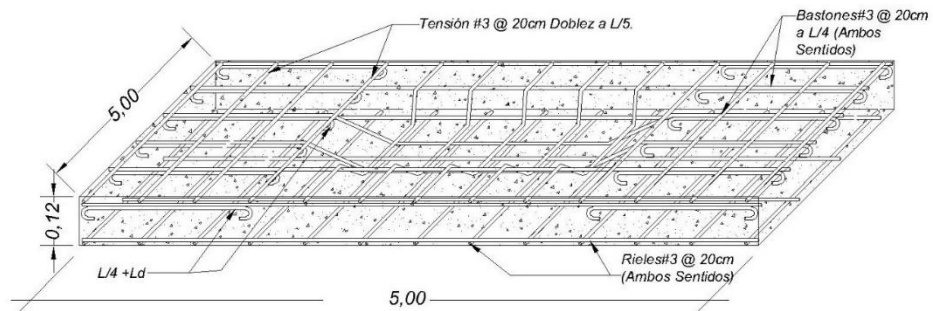 Tensión #3 @ 20cm Doblez a L/5.
Bastones#3 @ 20cm
a L/4 (Ambos
Sentidos)
5,00
0,12
L/4 +Ld
Rieles#3 @ 20cm
(Ambos Sentidos)
5,00